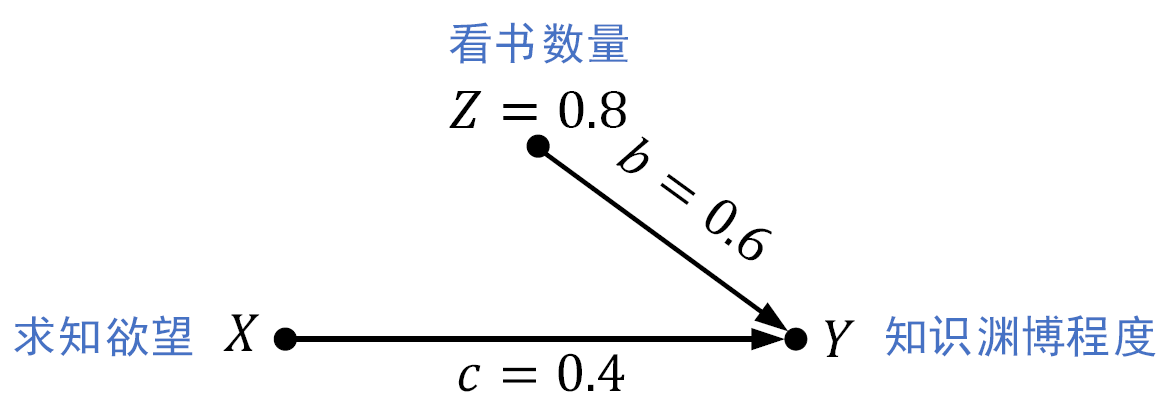 看书数量
Z = 0.8
b = 0.6
求知欲望 X
Y 知识渊博程度
c = 0.4